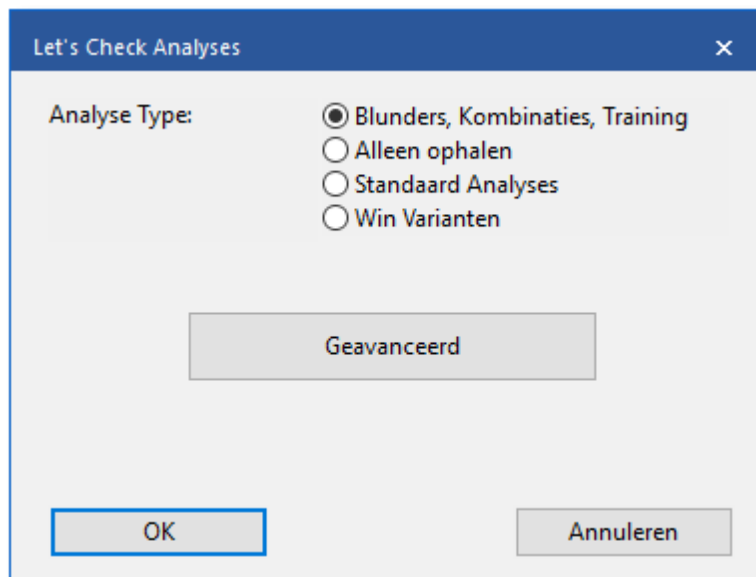 Let's Check Analyses
Analyse Type:
Blunders, Kombinaties, Training
Alleen ophalen
Standaard Analyses
Win Varianten
Geavanceerd
OK
Annuleren